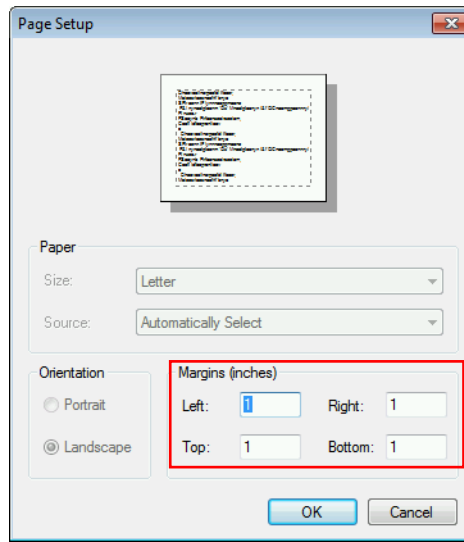 Page Setup
Paper
Size: Letter
Source: Automatically Select
Orientation Margins (inches)
Portrait Left: 1 Right: 1
Landscape Top: 1 Bottom: 1
OK Cancel